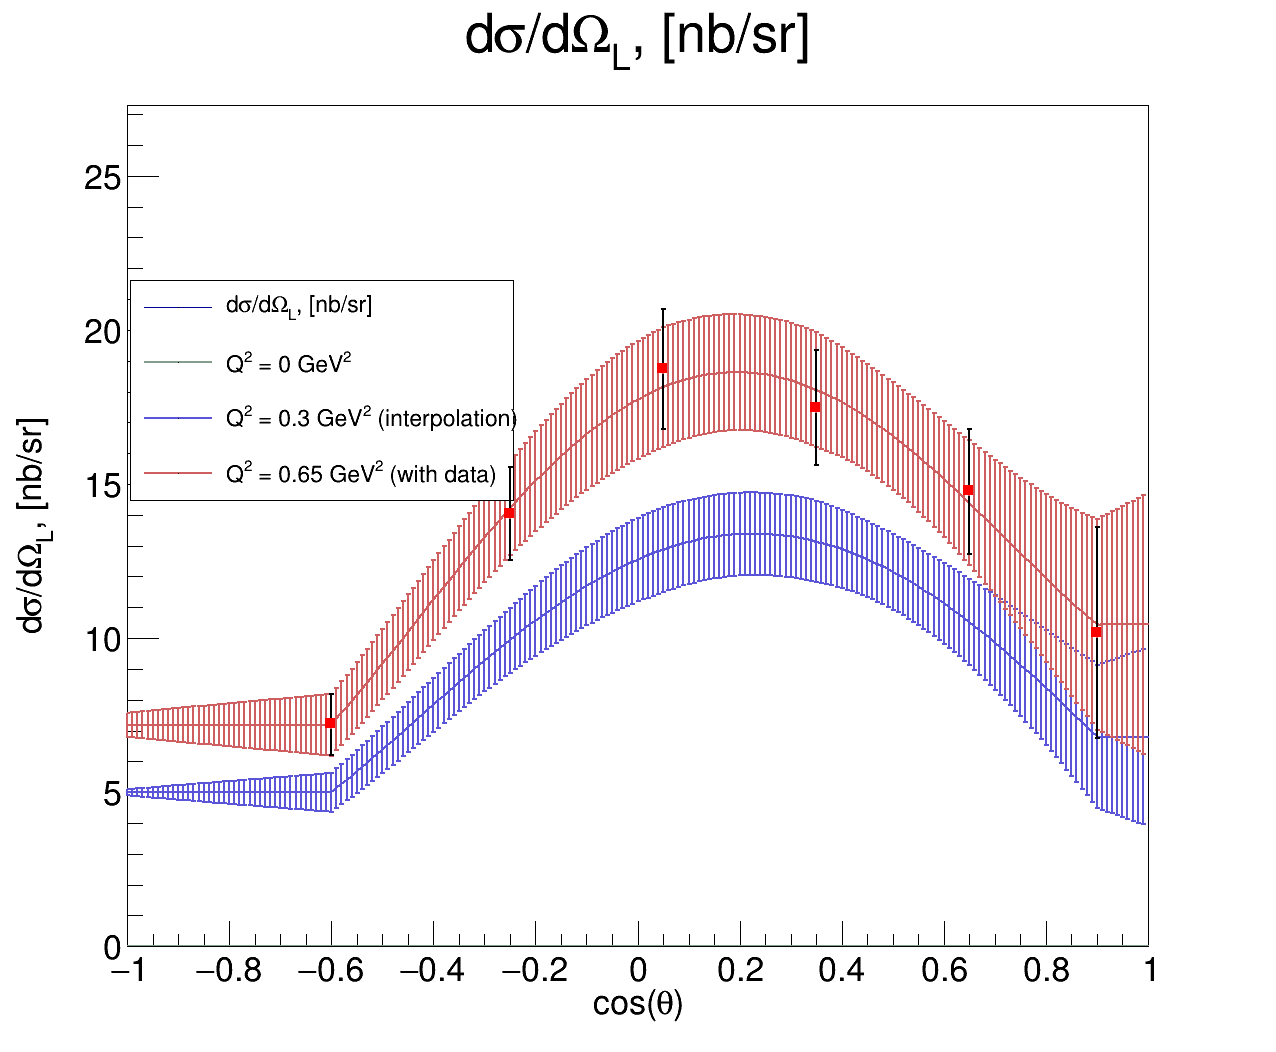 dσ/dΩL, [nb/sr]
25
20
15
10
5
0
dσ/dΩL, [nb/sr]
dσ/dΩL, [nb/sr]
Q2 = 0 GeV2
Q2 = 0.3 GeV2 (interpolation)
Q2 = 0.65 GeV2 (with data)
−1 −0.8 −0.6 −0.4 −0.2 0 0.2 0.4 0.6 0.8 1
cos(θ)